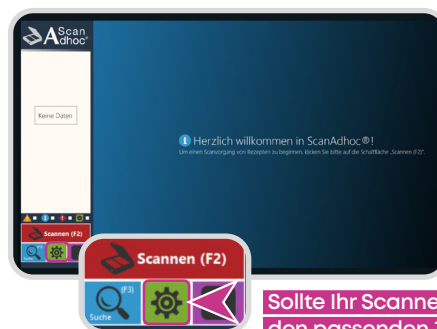 Scan
Adhoc®
Keine Daten
Herzlich willkommen in ScanAdhoc®!
Um einen Scanvorgang von Rezepten zu beginnen, klicken Sie bitte auf die Schaltfläche „Scannen (F2)“.
Scannen (F2)
Suche
Scannen (F2)
(F3)
Suche
Sollte Ihr Scanne
den passenden